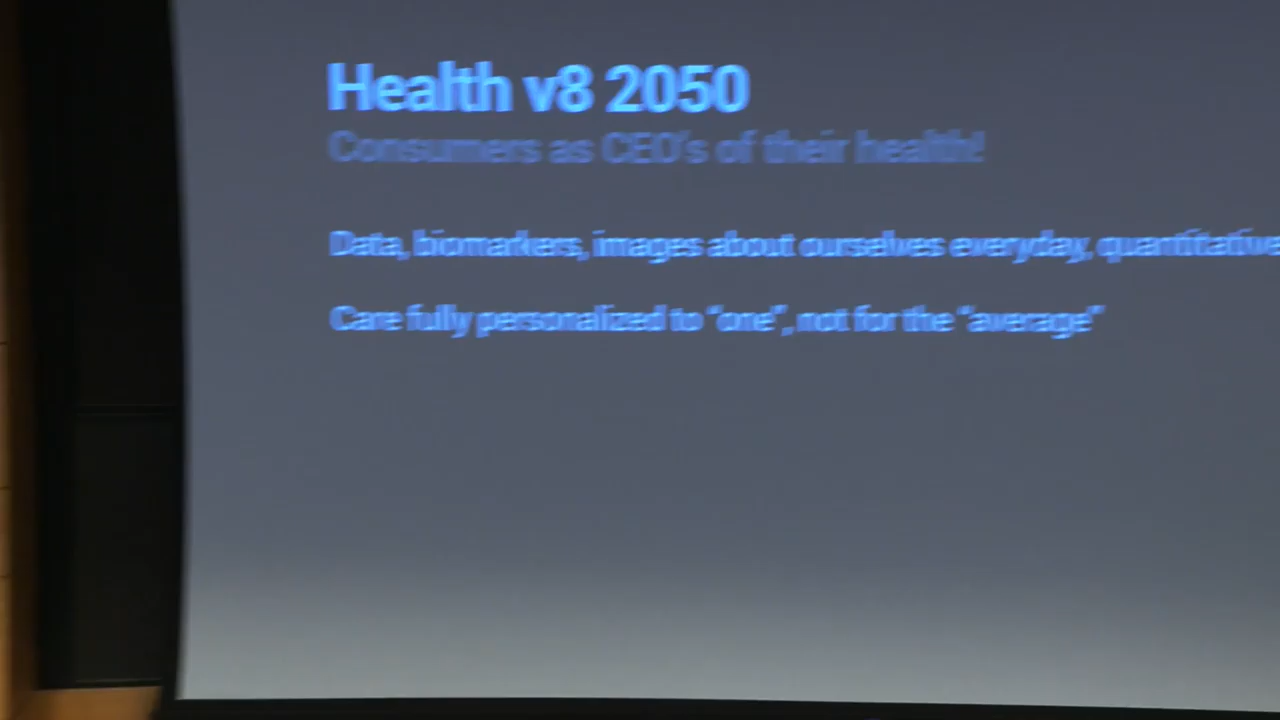 Health v8 2050
Consumers as CEO's of their health!
Data, biomarkers, images about ourselves everyday, quantitative
Care fully personalized to "one", not for the "average"